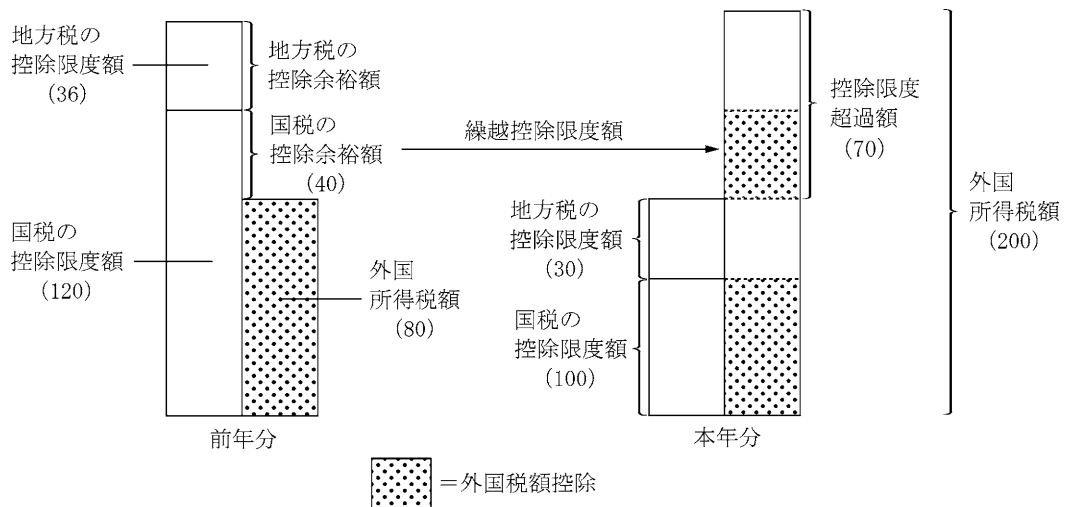 地方税の
控除限度額
(36)
地方税の
控除余裕額
国税の
控除余裕額
(40)
国税の
控除限度額
(120)
外国
所得税額
(80)
前年分
繰越控除限度額
控除限度
超過額
(70)
地方税の
控除限度額
(30)
国税の
控除限度額
(100)
外国
所得税額
(200)
本年分
=外国税額控除